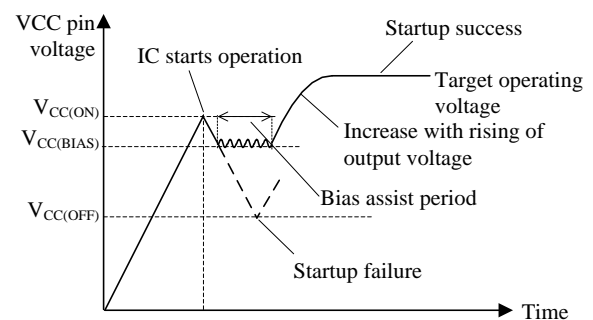 VCC pin
voltage
Startup success
IC starts operation
Target operating
voltage
VCC(ON)
Increase with rising of
output voltage
VCC(BIAS)
Bias assist period
VCC(OFF)
Startup failure
Time